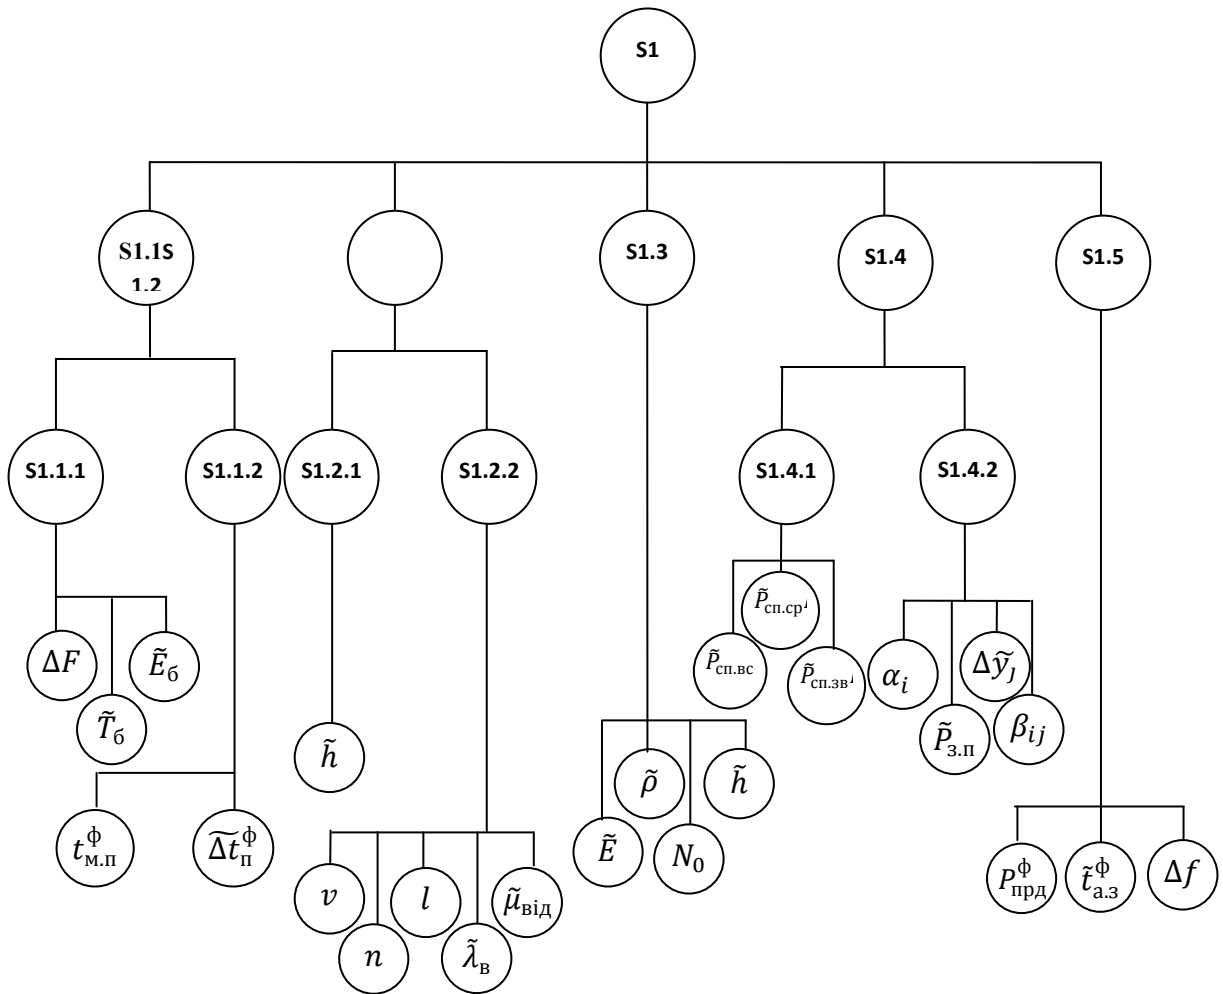 S1
S1.1S
1.2
S1.3
S1.4
S1.5
S1.1.1
S1.1.2
S1.2.1
S1.2.2
S1.4.1
S1.4.2
ΔF
T̃б
Ẽб
tфм.п
Δ̃tфп
h̃
v
n
l
λ̃в
μ̃від
Ẽ
ρ̃
N0
h̃
P̃сп.вс
P̃сп.ср
P̃сп.зв
αi
P̃з.п
Δỹj
βij
Pфпрд
t̃фа.з
Δf